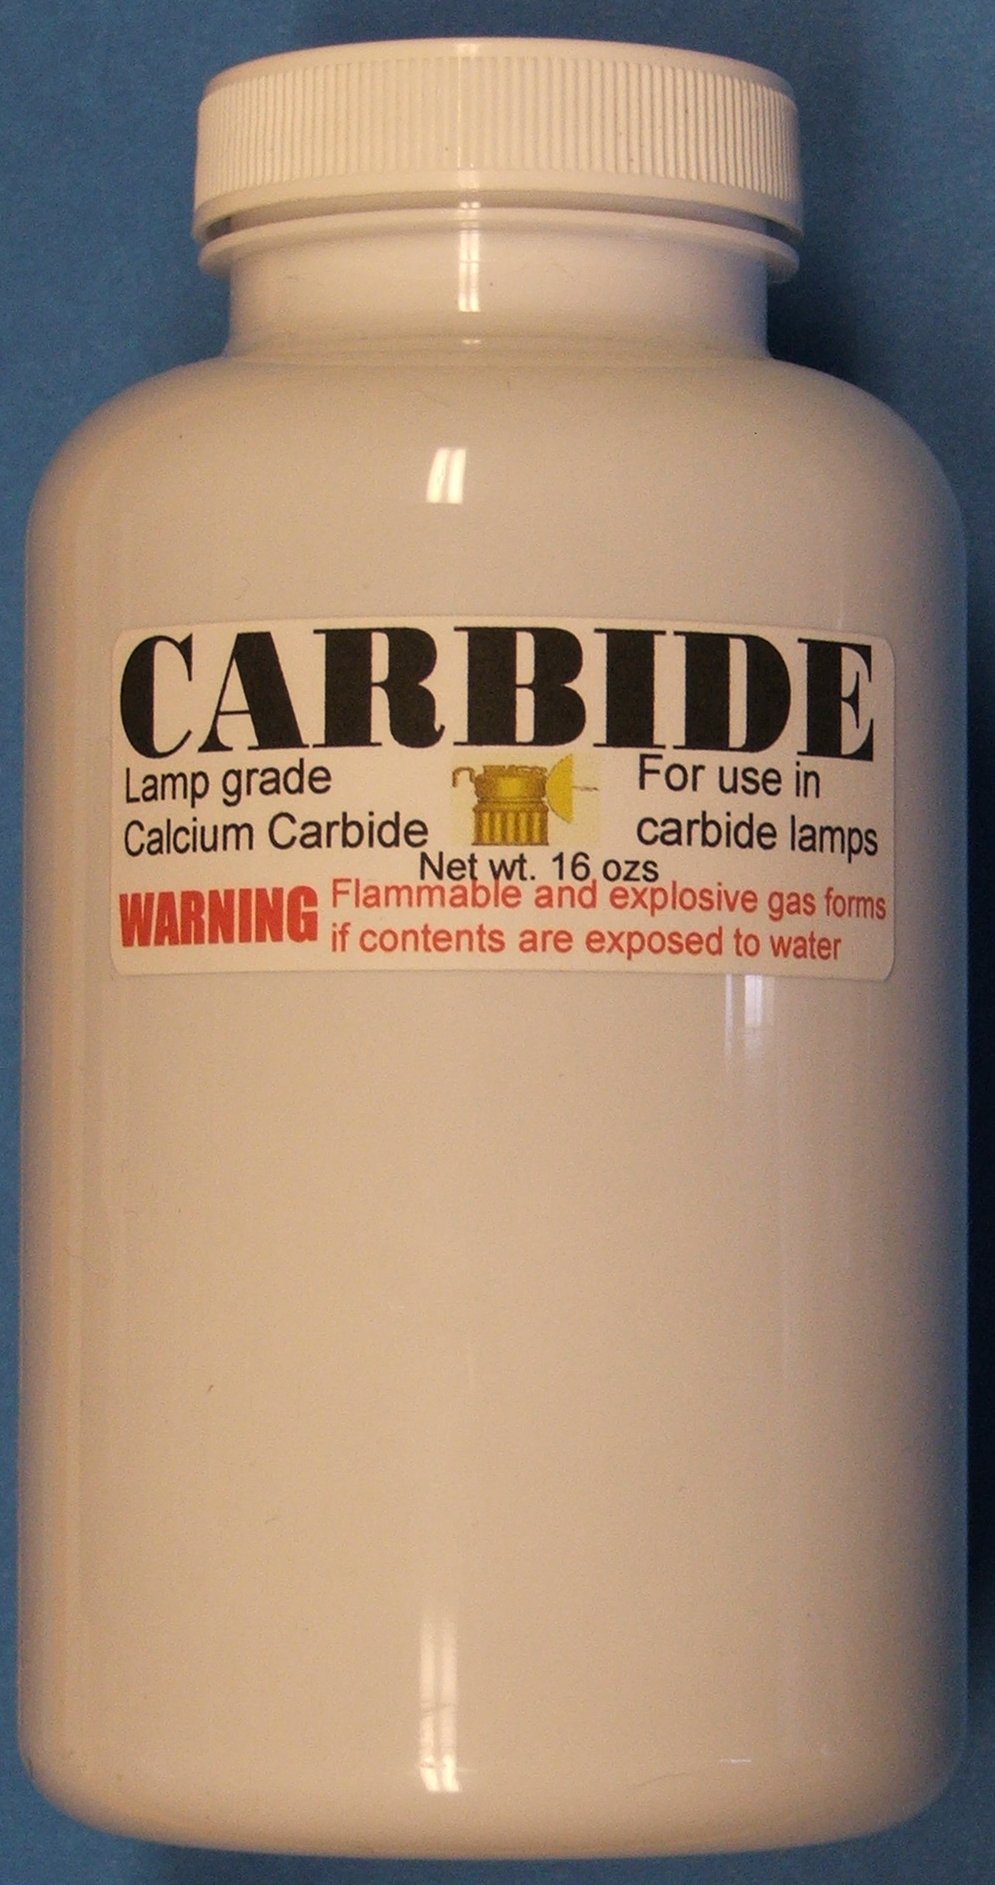 CARBIDE
Lamp grade
Calcium Carbide
For use in
carbide lamps
Net wt. 16 ozs
WARNING Flammable and explosive gas forms
if contents are exposed to water